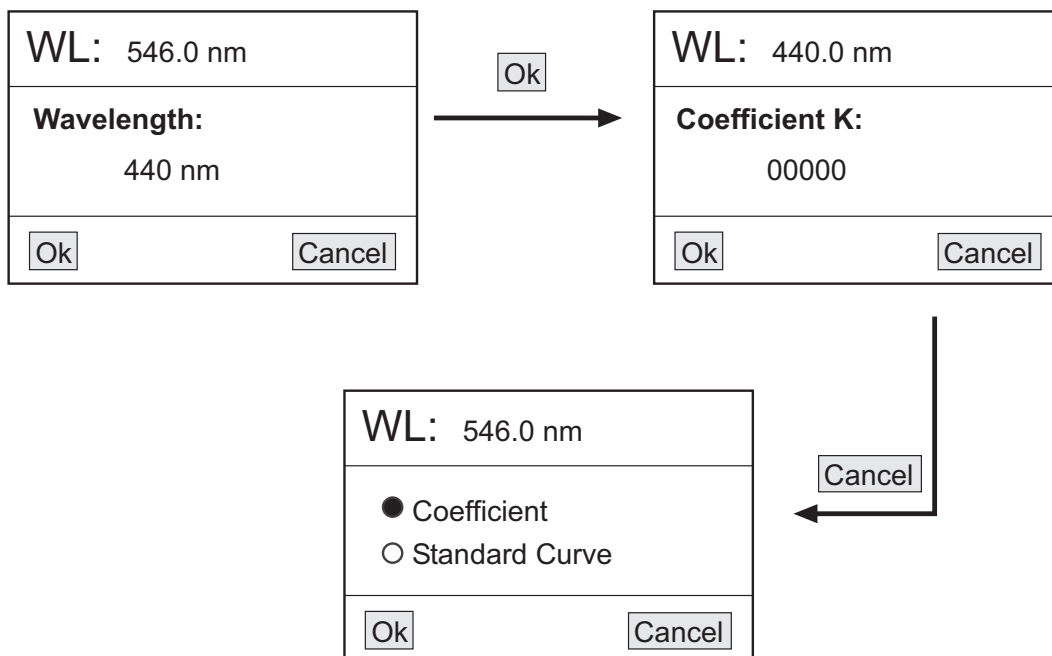 WL: 546.0 nm
Wavelength:
440 nm
Ok Cancel
Ok
WL: 440.0 nm
Coefficient K:
00000
Ok Cancel
Cancel
WL: 546.0 nm
Coefficient
Standard Curve
Ok Cancel